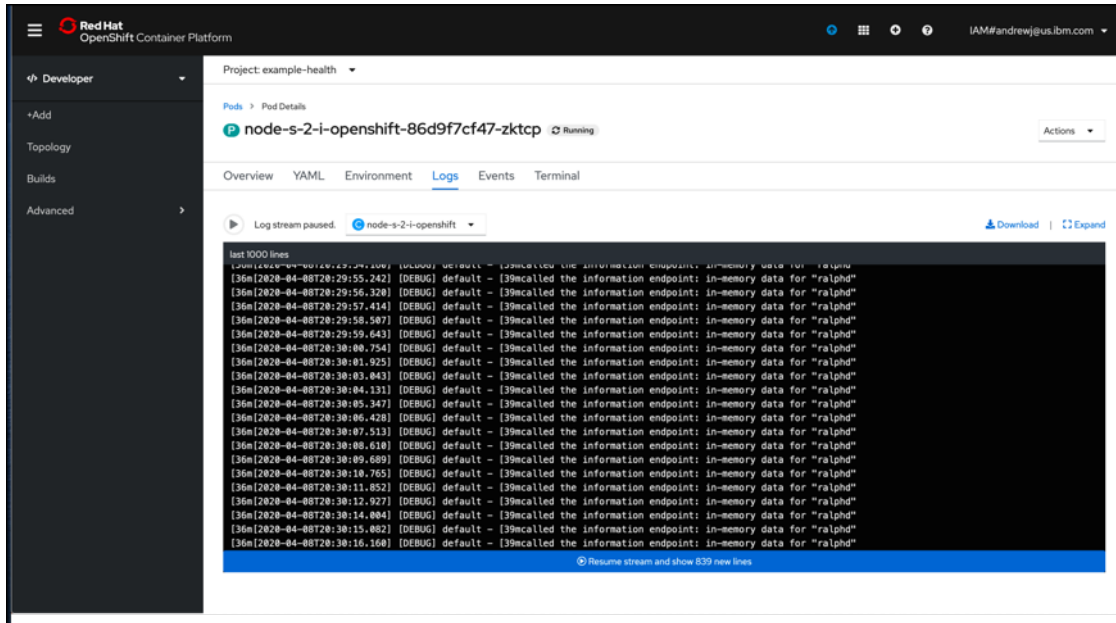 Red Hat
OpenShift Container Platform
IAM#andrewj@us.ibm.com
Developer
+Add
Topology
Builds
Advanced
Project: example-health
Pods > Pod Details
P node-s-2-i-openshift-86d9f7cf47-zktcp Running
Actions
Overview YAML Environment Logs Events Terminal
Log stream paused. C node-s-2-i-openshift
Download | Expand
last 1000 lines
[36m[2020-04-08T20:29:54.160] [DEBUG] default - [39mcalled the information endpoint: in-memory data for "ralphd"
[36m[2020-04-08T20:29:55.242] [DEBUG] default - [39mcalled the information endpoint: in-memory data for "ralphd"
[36m[2020-04-08T20:29:56.320] [DEBUG] default - [39mcalled the information endpoint: in-memory data for "ralphd"
[36m[2020-04-08T20:29:57.414] [DEBUG] default - [39mcalled the information endpoint: in-memory data for "ralphd"
[36m[2020-04-08T20:29:58.507] [DEBUG] default - [39mcalled the information endpoint: in-memory data for "ralphd"
[36m[2020-04-08T20:29:59.643] [DEBUG] default - [39mcalled the information endpoint: in-memory data for "ralphd"
[36m[2020-04-08T20:30:00.754] [DEBUG] default - [39mcalled the information endpoint: in-memory data for "ralphd"
[36m[2020-04-08T20:30:01.925] [DEBUG] default - [39mcalled the information endpoint: in-memory data for "ralphd"
[36m[2020-04-08T20:30:03.043] [DEBUG] default - [39mcalled the information endpoint: in-memory data for "ralphd"
[36m[2020-04-08T20:30:04.131] [DEBUG] default - [39mcalled the information endpoint: in-memory data for "ralphd"
[36m[2020-04-08T20:30:05.347] [DEBUG] default - [39mcalled the information endpoint: in-memory data for "ralphd"
[36m[2020-04-08T20:30:06.428] [DEBUG] default - [39mcalled the information endpoint: in-memory data for "ralphd"
[36m[2020-04-08T20:30:07.513] [DEBUG] default - [39mcalled the information endpoint: in-memory data for "ralphd"
[36m[2020-04-08T20:30:08.610] [DEBUG] default - [39mcalled the information endpoint: in-memory data for "ralphd"
[36m[2020-04-08T20:30:09.689] [DEBUG] default - [39mcalled the information endpoint: in-memory data for "ralphd"
[36m[2020-04-08T20:30:10.765] [DEBUG] default - [39mcalled the information endpoint: in-memory data for "ralphd"
[36m[2020-04-08T20:30:11.852] [DEBUG] default - [39mcalled the information endpoint: in-memory data for "ralphd"
[36m[2020-04-08T20:30:12.927] [DEBUG] default - [39mcalled the information endpoint: in-memory data for "ralphd"
[36m[2020-04-08T20:30:14.004] [DEBUG] default - [39mcalled the information endpoint: in-memory data for "ralphd"
[36m[2020-04-08T20:30:15.082] [DEBUG] default - [39mcalled the information endpoint: in-memory data for "ralphd"
[36m[2020-04-08T20:30:16.160] [DEBUG] default - [39mcalled the information endpoint: in-memory data for "ralphd"
Resume stream and show 839 new lines